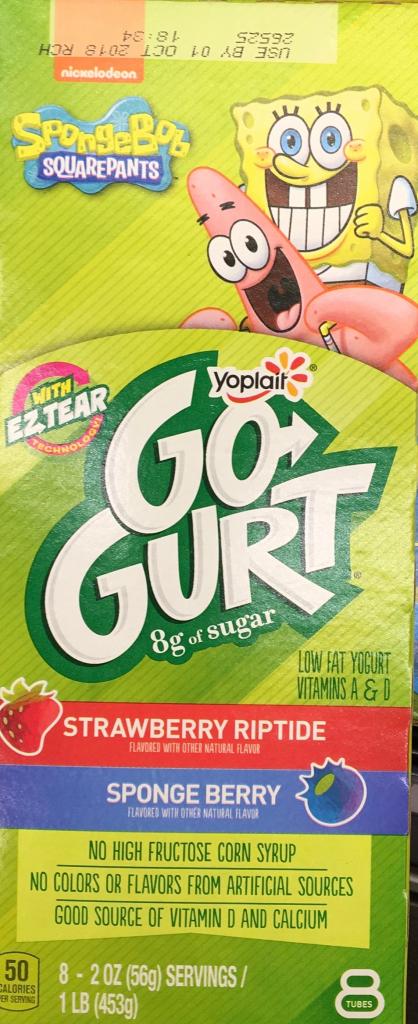 USE BY 01 OCT 2018 RCH
26525 18:34
nickelodeon
SpongeBob
SQUAREPANTS
Yoplait®
WITH
EZ TEAR
TECHNOLOGY!
GO
GURT®
8g of sugar
LOW FAT YOGURT
VITAMINS A & D
STRAWBERRY RIPTIDE
FLAVORED WITH OTHER NATURAL FLAVOR
SPONGE BERRY
FLAVORED WITH OTHER NATURAL FLAVOR
NO HIGH FRUCTOSE CORN SYRUP
NO COLORS OR FLAVORS FROM ARTIFICIAL SOURCES
GOOD SOURCE OF VITAMIN D AND CALCIUM
50
CALORIES
PER SERVING
8 - 2 OZ (56g) SERVINGS /
1 LB (453g)
8
TUBES